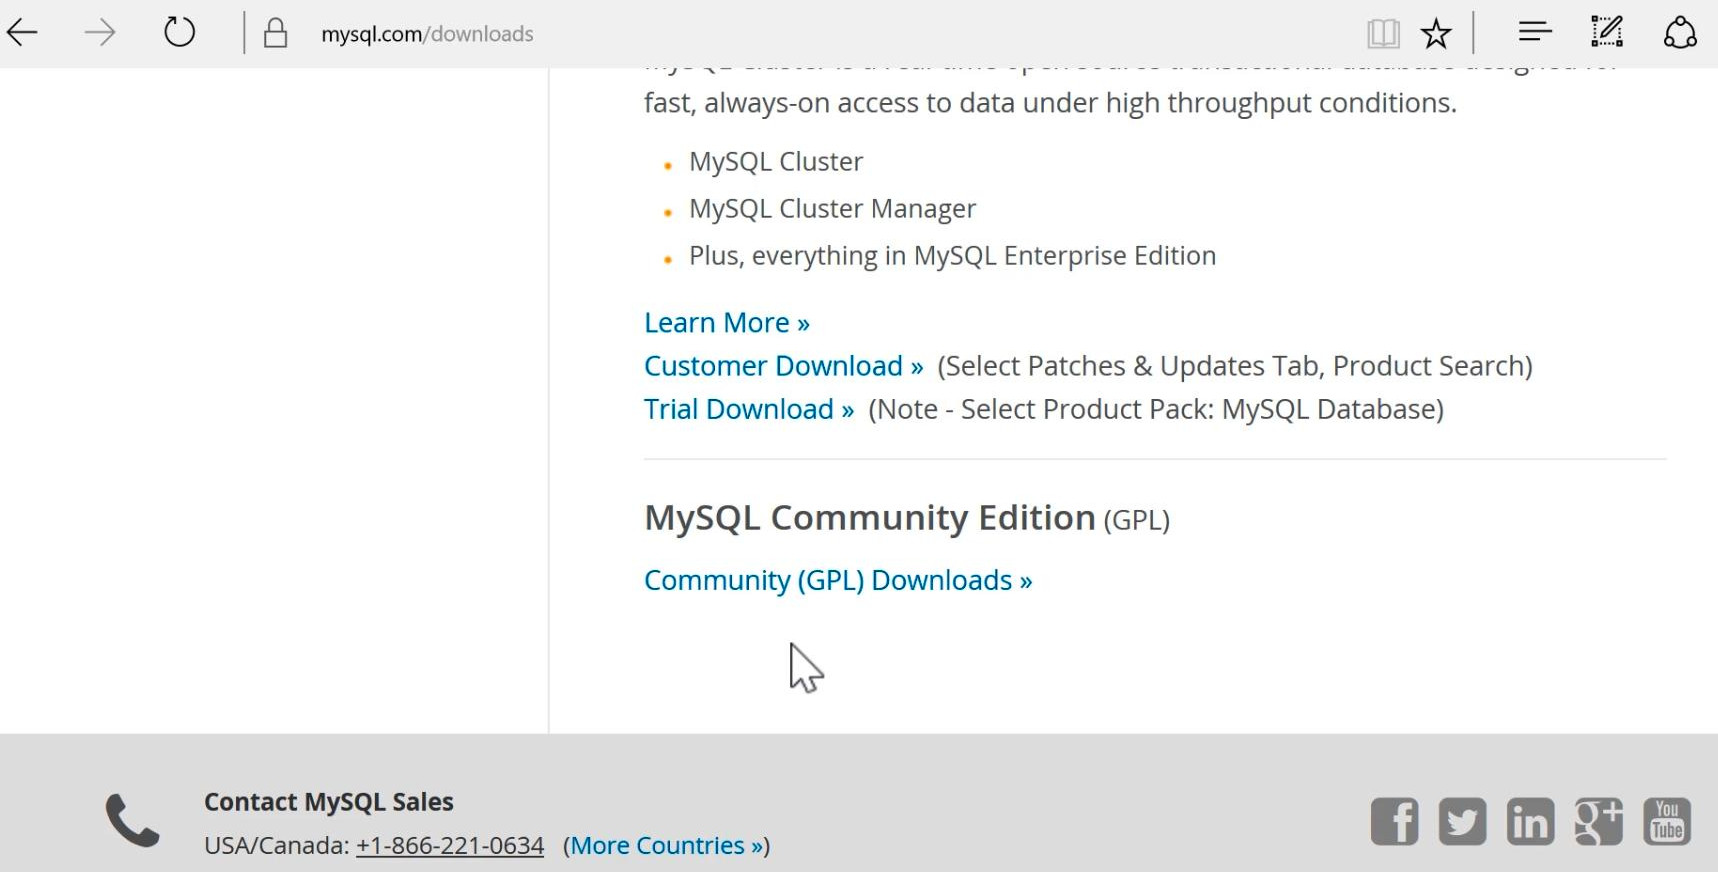 mysql.com/downloads
fast, always-on access to data under high throughput conditions.
MySQL Cluster
MySQL Cluster Manager
Plus, everything in MySQL Enterprise Edition
Learn More »
Customer Download » (Select Patches & Updates Tab, Product Search)
Trial Download » (Note - Select Product Pack: MySQL Database)
MySQL Community Edition (GPL)
Community (GPL) Downloads »
Contact MySQL Sales
USA/Canada: +1-866-221-0634 (More Countries »)
f in g+ You Tube